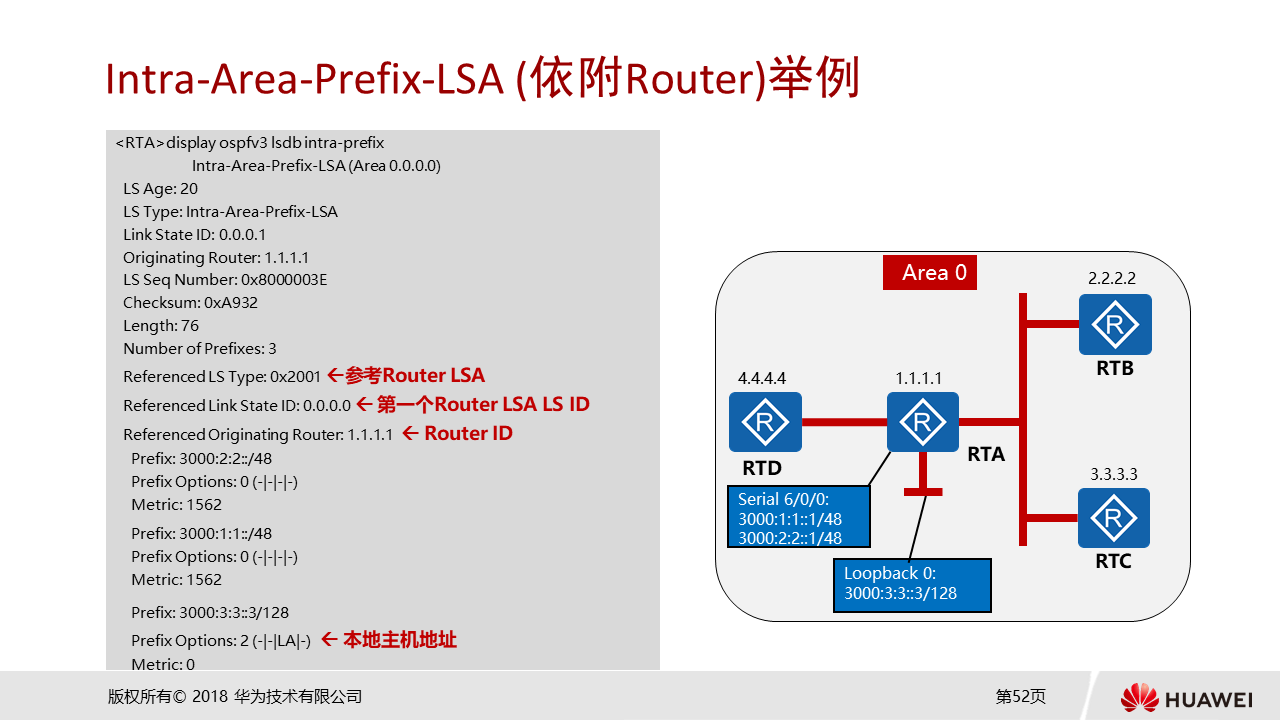 Intra-Area-Prefix-LSA (依附Router)举例
<RTA>display ospfv3 lsdb intra-prefix
Intra-Area-Prefix-LSA (Area 0.0.0.0)
LS Age: 20
LS Type: Intra-Area-Prefix-LSA
Link State ID: 0.0.0.1
Originating Router: 1.1.1.1
LS Seq Number: 0x8000003E
Checksum: 0xA932
Length: 76
Number of Prefixes: 3
Referenced LS Type: 0x2001 ←参考Router LSA
Referenced Link State ID: 0.0.0.0 ← 第一个Router LSA LS ID
Referenced Originating Router: 1.1.1.1 ← Router ID
Prefix: 3000:2:2::/48
Prefix Options: 0 (-|-|-|-)
Metric: 1562
Prefix: 3000:1:1::/48
Prefix Options: 0 (-|-|-|-)
Metric: 1562
Prefix: 3000:3:3::3/128
Prefix Options: 2 (-|-|LA|-) ← 本地主机地址
Metric: 0
Area 0
2.2.2.2
R
RTB
4.4.4.4
R
RTD
1.1.1.1
R
RTA
3.3.3.3
R
RTC
Serial 6/0/0:
3000:1:1::1/48
3000:2:2::1/48
Loopback 0:
3000:3:3::3/128
版权所有© 2018 华为技术有限公司
第52页
HUAWEI